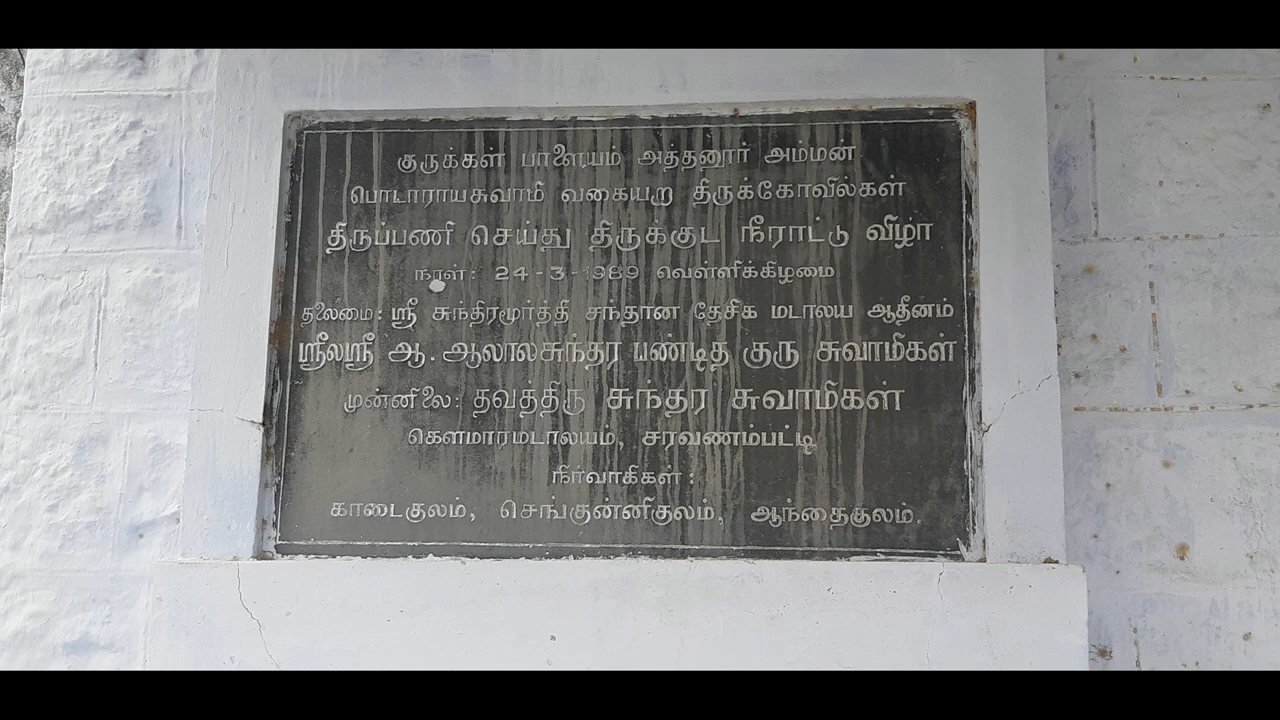 குருக்கள் பாளையம் அத்தனூர் அம்மன்
பொடாராயசுவாமி வகையறா திருக்கோவில்கள்
திருப்பணி செய்து திருக்குட நீராட்டு விழா
நாள்: 24-3-1989 வெள்ளிக்கிழமை
தலைமை: ஸ்ரீ சுந்திரமூர்த்தி சந்தான தேசிக மடாலய ஆதீனம்
ஸ்ரீலஸ்ரீ ஆ. ஆலாலசுந்தர பண்டித குரு சுவாமிகள்
முன்னிலை: தவத்திரு சுந்தர சுவாமிகள்
கௌமாரமடாலயம், சரவணம்பட்டி
நிர்வாகிகள்:
காடைகுலம், செங்குன்னிகுலம், ஆந்தைகுலம்.